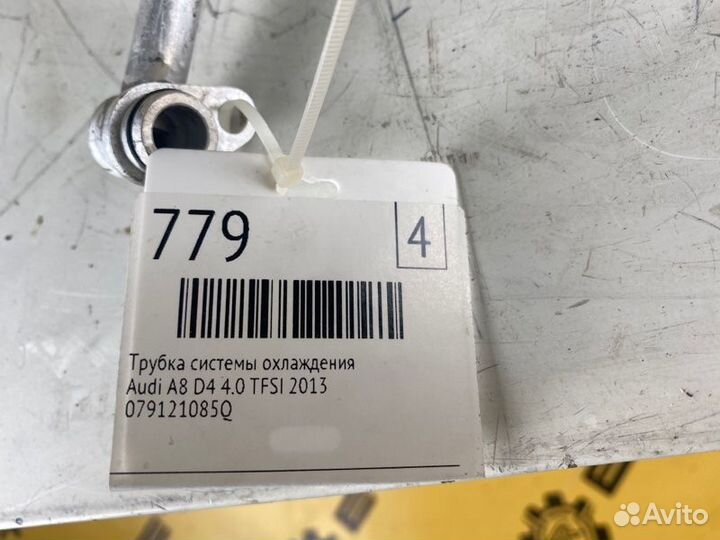 779
4
Трубка системы охлаждения
Audi A8 D4 4.0 TFSI 2013
079121085Q
Avito